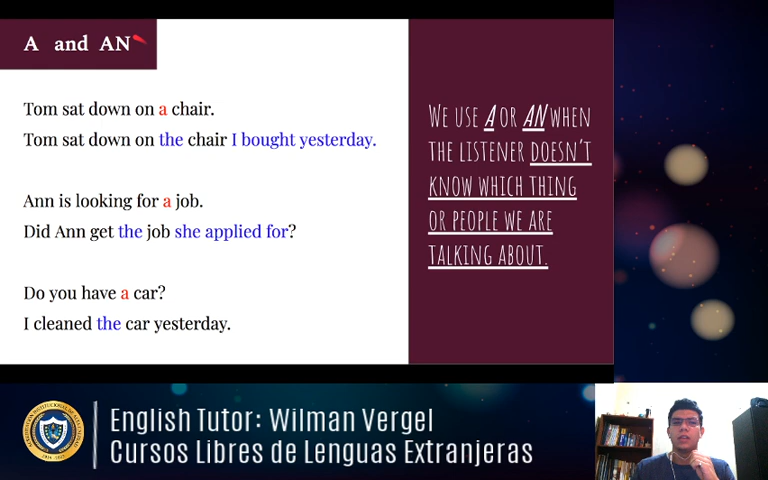 A and AN
Tom sat down on a chair.
Tom sat down on the chair I bought yesterday.
Ann is looking for a job.
Did Ann get the job she applied for?
Do you have a car?
I cleaned the car yesterday.
WE USE A OR AN WHEN
THE LISTENER DOESN'T
KNOW WHICH THING
OR PEOPLE WE ARE
TALKING ABOUT.
English Tutor: Wilman Vergel
Cursos Libres de Lenguas Extranjeras